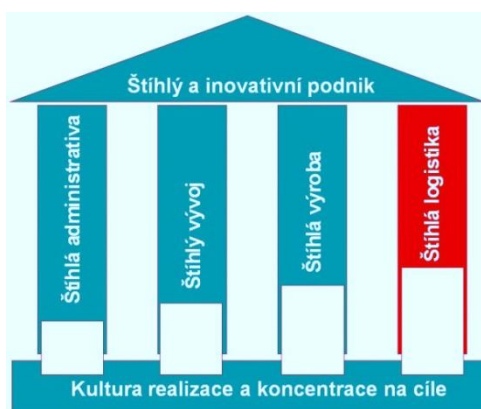 Štíhlý a inovativní podnik
Štíhlá administrativa
Štíhlý vývoj
Štíhlá výroba
Štíhlá logistika
Kultura realizace a koncentrace na cíle